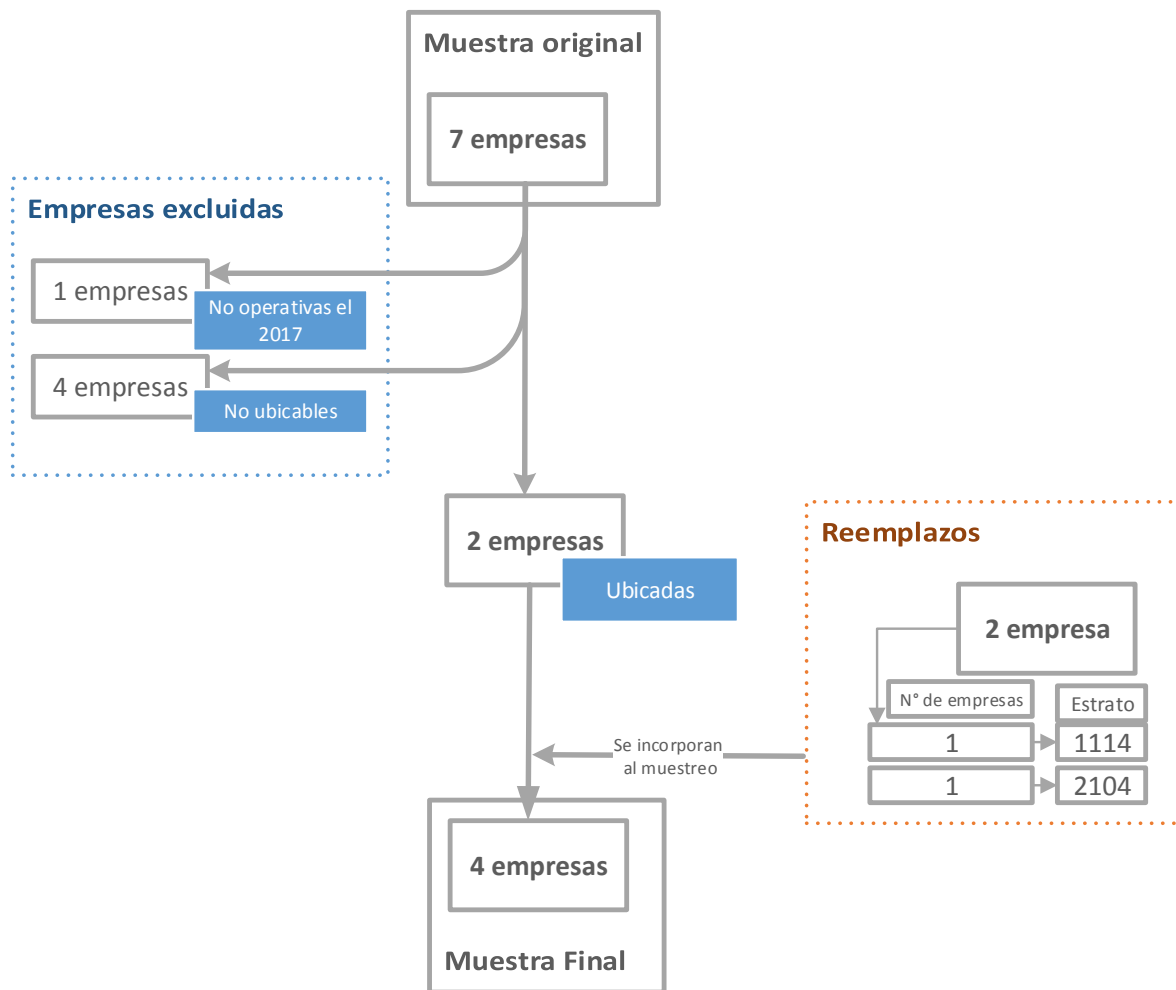 Muestra original
7 empresas
Empresas excluidas
1 empresas
No operativas el
2017
4 empresas
No ubicables
2 empresas
Ubicadas
Reemplazos
2 empresa
N° de empresas
Estrato
1
1114
1
2104
Se incorporan
al muestreo
4 empresas
Muestra Final